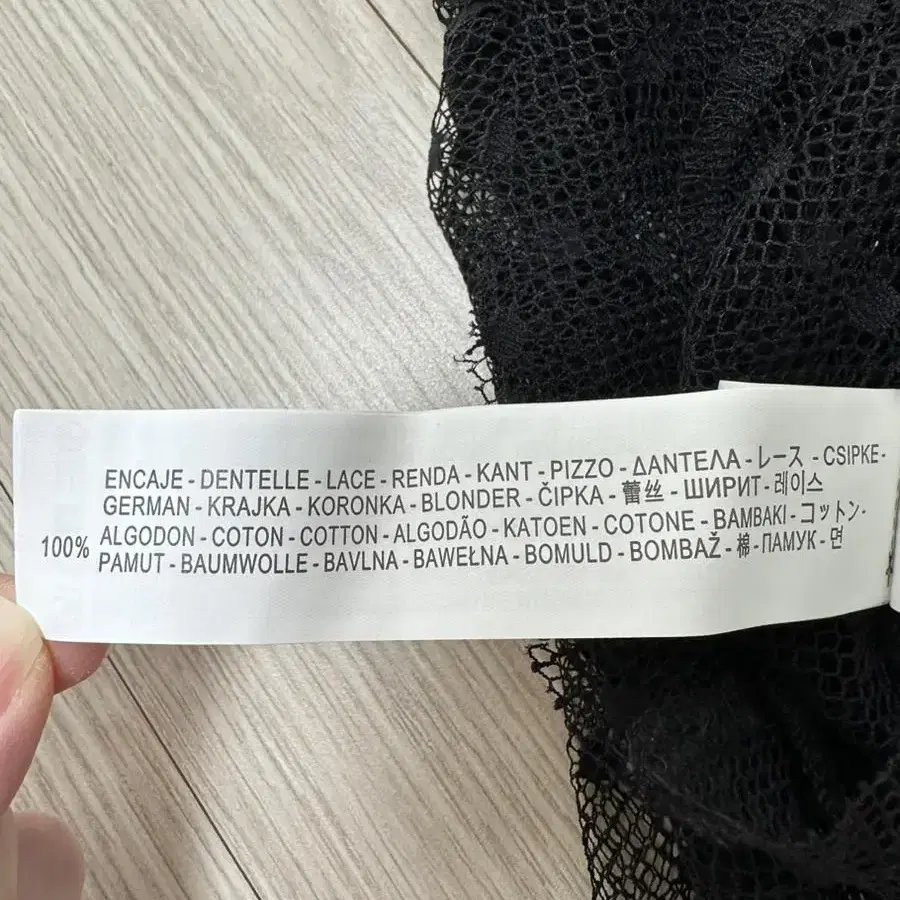 ENCAJE - DENTELLE - LACE - RENDA - KANT - PIZZO - ΔΑΝΤΕΛΑ - レース - CSIPKE -
GERMAN - KRAJKA - KORONKA - BLONDER - ČIPKA - 蕾丝 - ШИРИТ - 레이스
100% ALGODON - COTON - COTTON - ALGODÃO - KATOEN - COTONE - BAMBAKI - コットン -
PAMUT - BAUMWOLLE - BAVLNA - BAWEŁNA - BOMULD - BOMBAŽ - 棉 - ПАМУК - 면